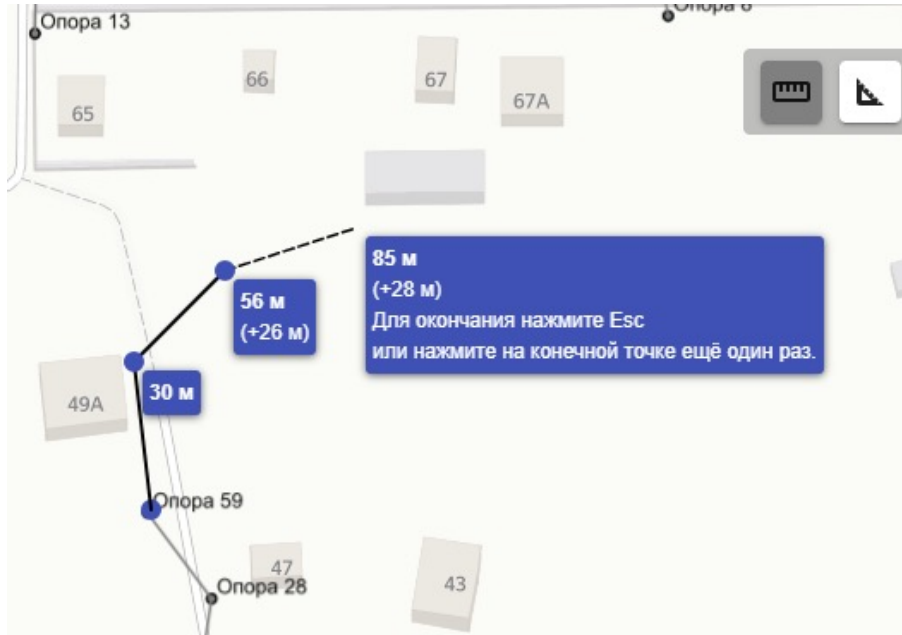 Опора 13
Опора 6
66
67
65
67А
85 м
(+28 м)
Для окончания нажмите Esc
или нажмите на конечной точке ещё один раз.
56 м
(+26 м)
30 м
49А
Опора 59
47
43
Опора 28